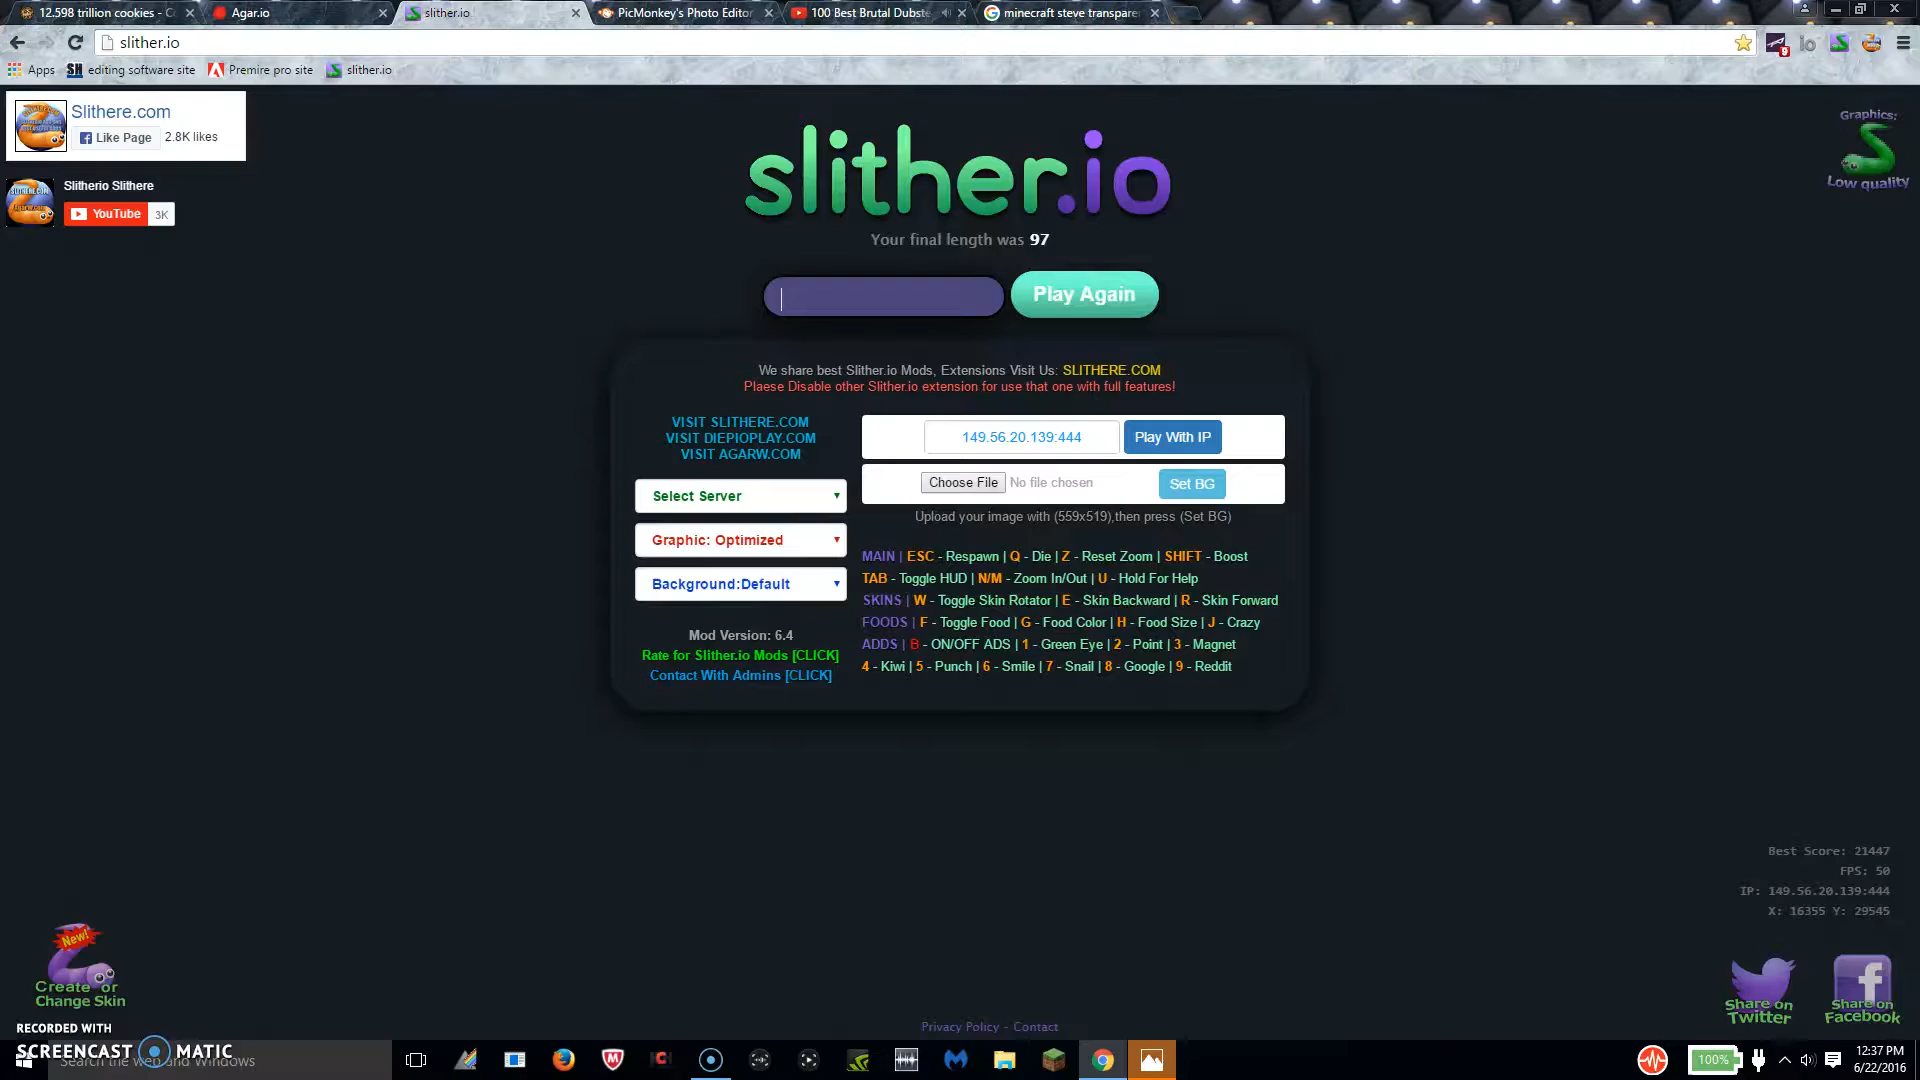 12.598 trillion cookies - C
Agar.io
slither.io
PicMonkey's Photo Editor
100 Best Brutal Dubste
minecraft steve transpare
slither.io
9
io
Apps
SH editing software site
Premire pro site
slither.io
Slithere.com
Like Page
2.8K likes
Slitherio Slithere
YouTube
3K
slither.io
Graphics:
Low quality
Your final length was 97
Play Again
We share best Slither.io Mods, Extensions Visit Us: SLITHERE.COM
Plaese Disable other Slither.io extension for use that one with full features!
VISIT SLITHERE.COM
VISIT DIEPIOPLAY.COM
VISIT AGARW.COM
149.56.20.139:444
Play With IP
Choose File No file chosen
Set BG
Upload your image with (559x519),then press (Set BG)
Select Server
Graphic: Optimized
Background:Default
MAIN | ESC - Respawn | Q - Die | Z - Reset Zoom | SHIFT - Boost
TAB - Toggle HUD | N/M - Zoom In/Out | U - Hold For Help
SKINS | W - Toggle Skin Rotator | E - Skin Backward | R - Skin Forward
FOODS | F - Toggle Food | G - Food Color | H - Food Size | J - Crazy
ADDS | B - ON/OFF ADS | 1 - Green Eye | 2 - Point | 3 - Magnet
4 - Kiwi | 5 - Punch | 6 - Smile | 7 - Snail | 8 - Google | 9 - Reddit
Mod Version: 6.4
Rate for Slither.io Mods [CLICK]
Contact With Admins [CLICK]
Best Score: 21447
FPS: 50
IP: 149.56.20.139:444
X: 16355 Y: 29545
New!
Create or
Change Skin
Share on
Twitter
Share on
Facebook
Privacy Policy - Contact
RECORDED WITH
SCREENCAST MATIC
Search the web and Windows
100%
12:37 PM
6/22/2016